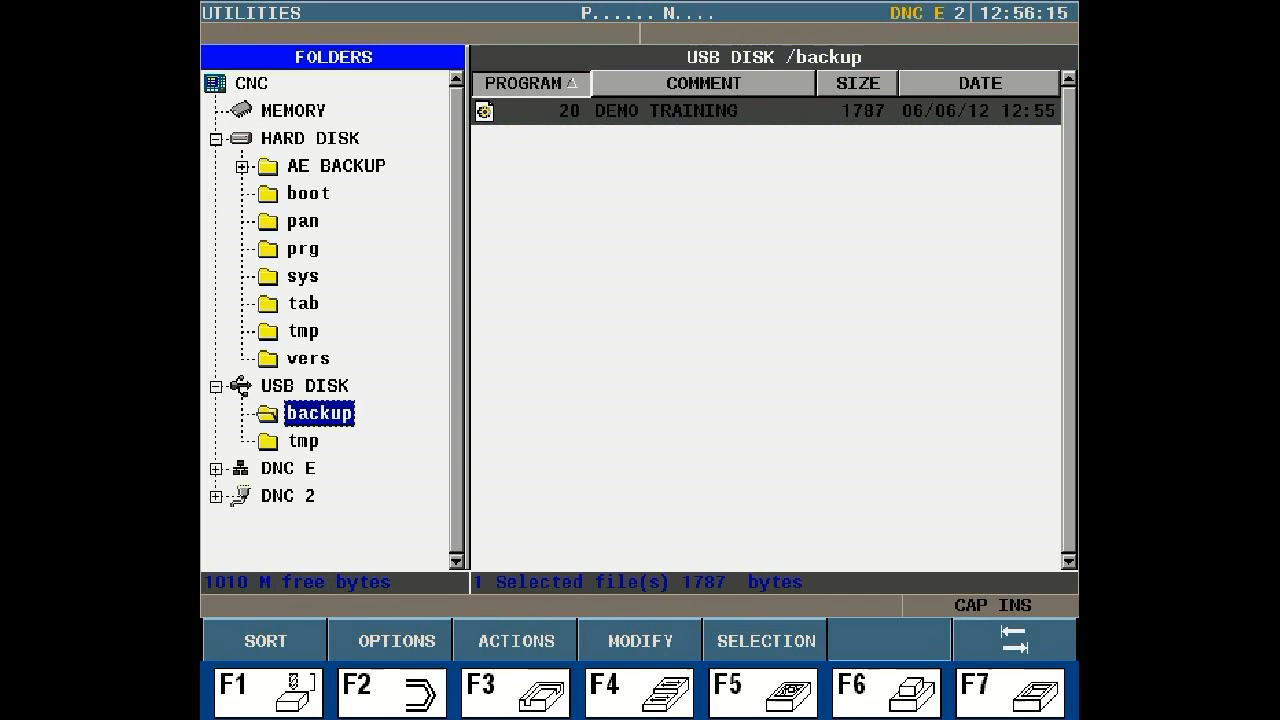 UTILITIES P...... N.... DNC E 2 12:56:15
FOLDERS
USB DISK /backup
CNC
MEMORY
HARD DISK
AE BACKUP
boot
pan
prg
sys
tab
tmp
vers
USB DISK
backup
tmp
DNC E
DNC 2
PROGRAM COMMENT SIZE DATE
20 DEMO TRAINING 1787 06/06/12 12:55
1010 M free bytes
1 Selected file(s) 1787 bytes
CAP INS
SORT OPTIONS ACTIONS MODIFY SELECTION
F1 F2 F3 F4 F5 F6 F7